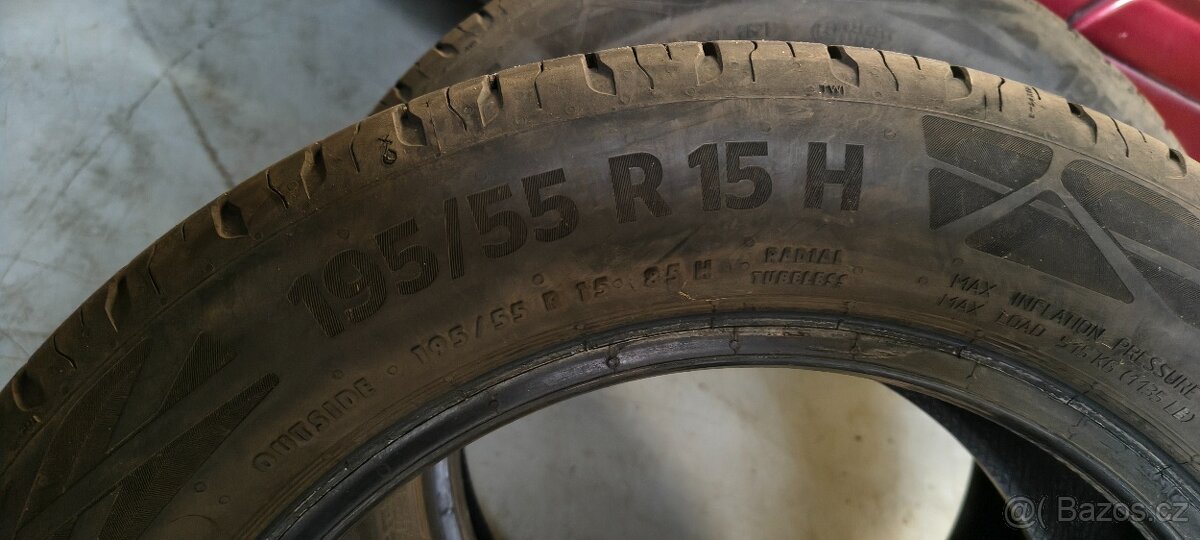 TWI
195/55 R 15 H
195/55 R 15 85 H
RADIAL
TUBELESS
OUTSIDE
MAX INFLATION PRESSURE
MAX LOAD 515 KG (1135 LB)
@( Bazos.cz